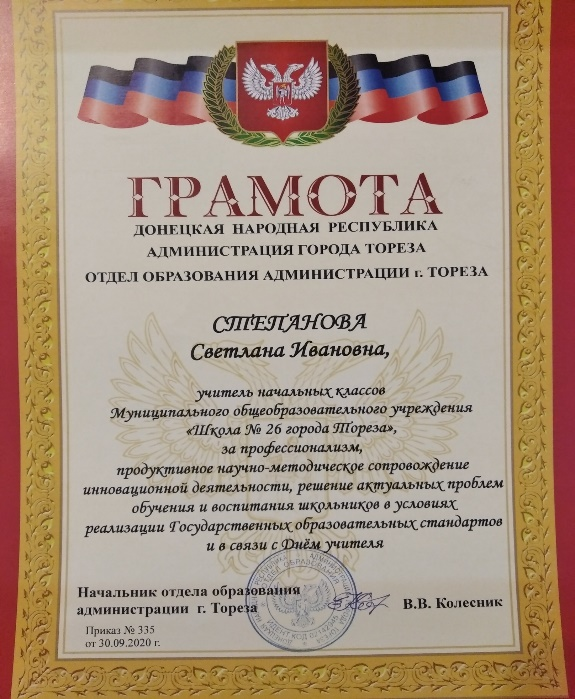 ГРАМОТА
ДОНЕЦКАЯ НАРОДНАЯ РЕСПУБЛИКА
АДМИНИСТРАЦИЯ ГОРОДА ТОРЕЗА
ОТДЕЛ ОБРАЗОВАНИЯ АДМИНИСТРАЦИИ г. ТОРЕЗА
СТЕПАНОВА
Светлана Ивановна,
учитель начальных классов
Муниципального общеобразовательного учреждения
«Школа № 26 города Тореза»,
за профессионализм,
продуктивное научно-методическое сопровождение
инновационной деятельности, решение актуальных проблем
обучения и воспитания школьников в условиях
реализации Государственных образовательных стандартов
и в связи с Днём учителя
Начальник отдела образования
администрации г. Тореза
В.В. Колесник
Приказ № 335
от 30.09.2020 г.